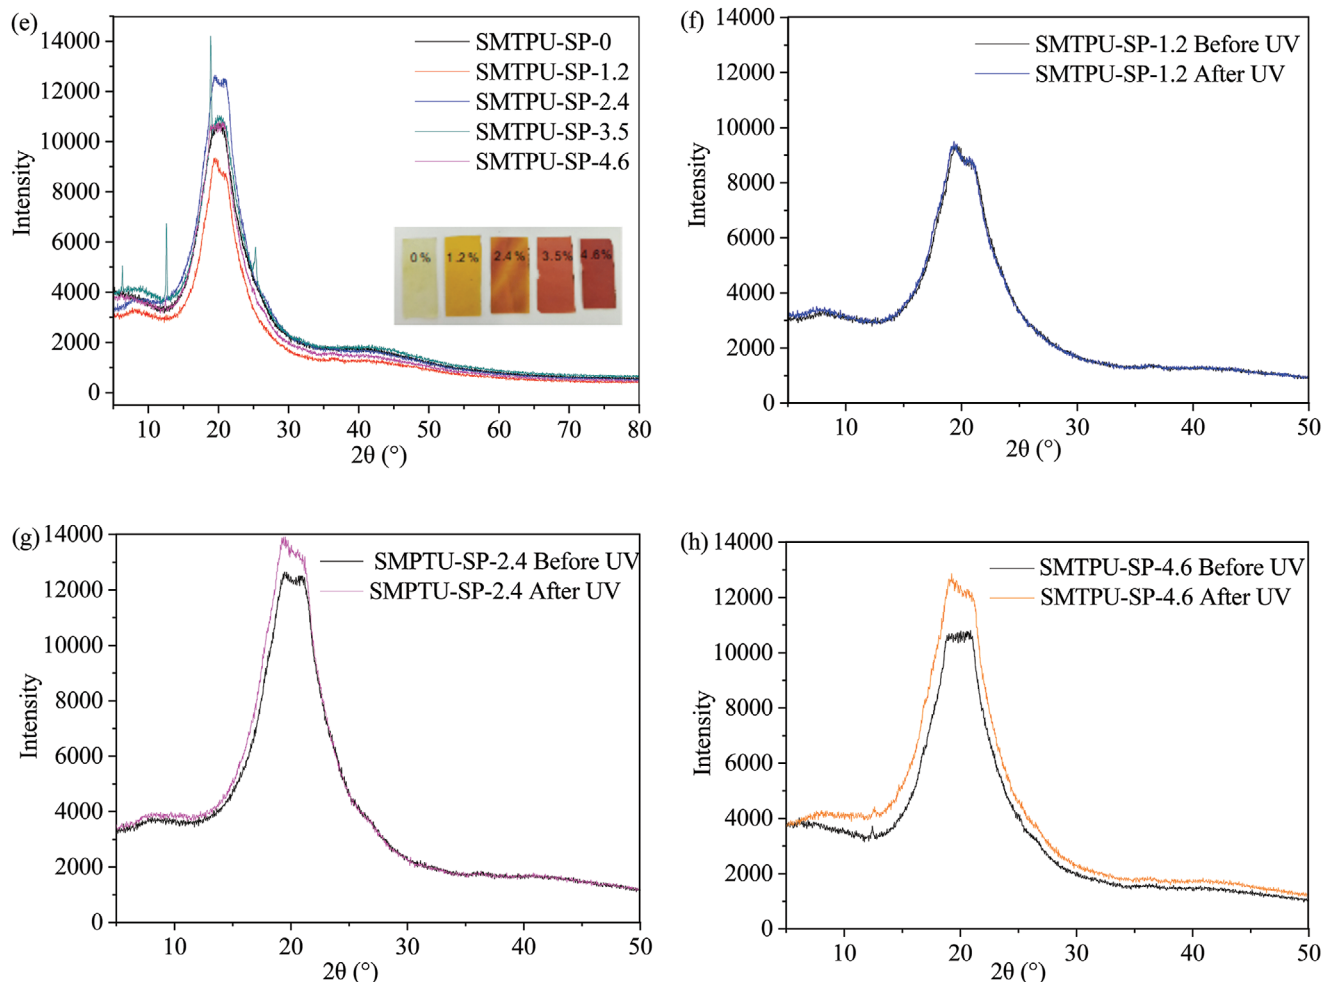 (e)
14000
12000
10000
8000
6000
4000
2000
0
Intensity
SMTPU-SP-0
SMTPU-SP-1.2
SMTPU-SP-2.4
SMTPU-SP-3.5
SMTPU-SP-4.6
0% 1.2% 2.4% 3.5% 4.6%
10 20 30 40 50 60 70 80
2θ (°)
(f)
14000
12000
10000
8000
6000
4000
2000
0
Intensity
SMTPU-SP-1.2 Before UV
SMTPU-SP-1.2 After UV
10 20 30 40 50
2θ (°)
(g)
14000
12000
10000
8000
6000
4000
2000
0
Intensity
SMPTU-SP-2.4 Before UV
SMPTU-SP-2.4 After UV
10 20 30 40 50
2θ (°)
(h)
14000
12000
10000
8000
6000
4000
2000
0
Intensity
SMTPU-SP-4.6 Before UV
SMTPU-SP-4.6 After UV
10 20 30 40 50
2θ (°)